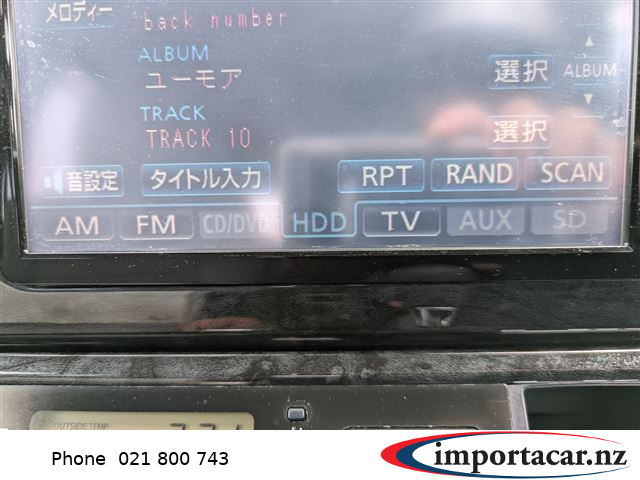 メロディー
back number
ALBUM
ユーモア
選択 ALBUM
TRACK
TRACK 10
選択
音設定 タイトル入力 RPT RAND SCAN
AM FM CD/DVD HDD TV AUX SD
OUTSIDE TEMP
Phone 021 800 743
importacar.nz